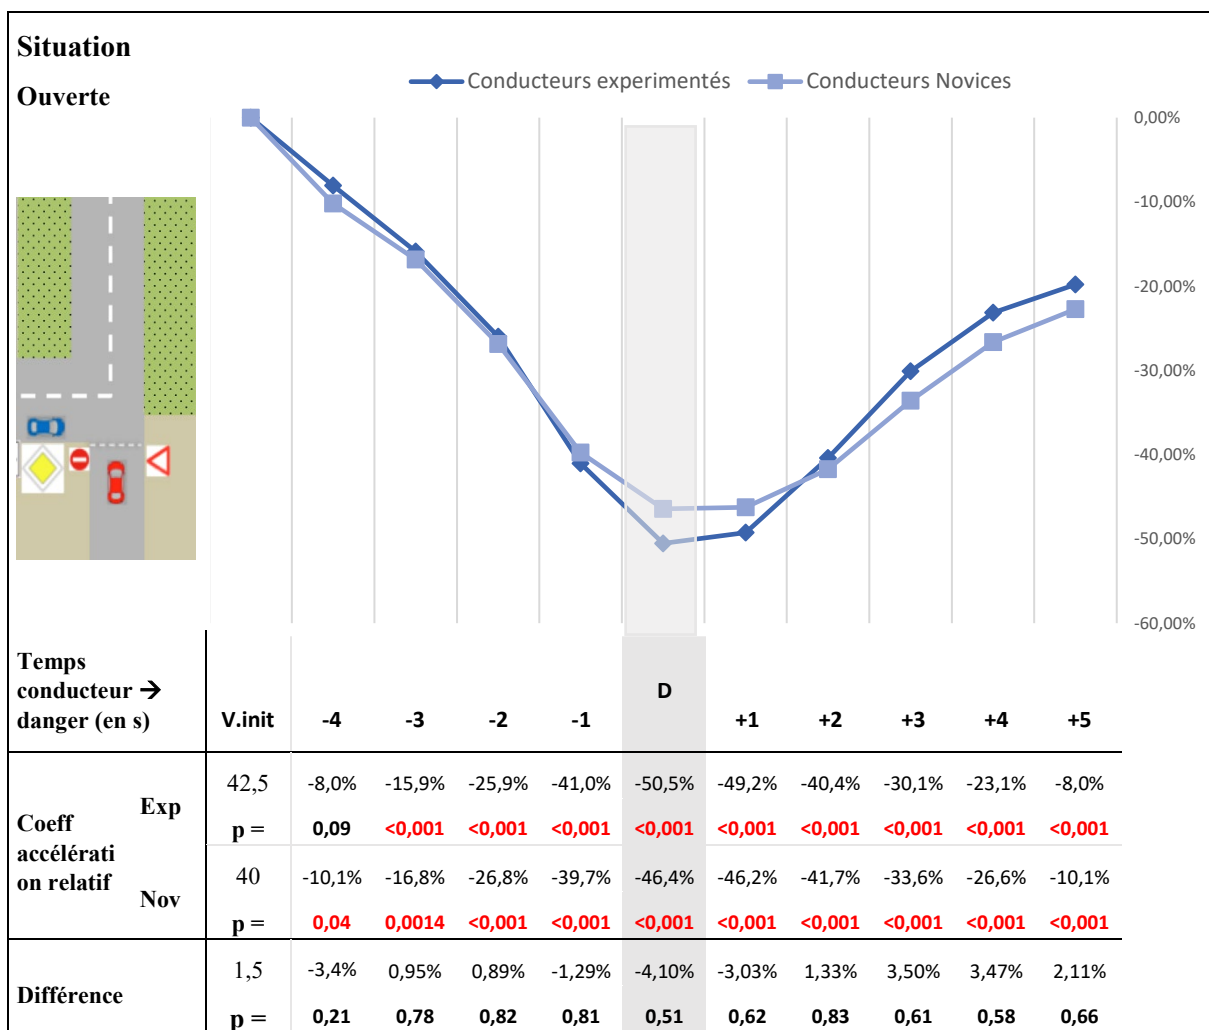 Situation
Ouverte
Conducteurs experimentés Conducteurs Novices
0,00%
-10,00%
-20,00%
-30,00%
-40,00%
-50,00%
-60,00%
Temps
conducteur →
danger (en s)
V.init -4 -3 -2 -1 D +1 +2 +3 +4 +5
Coeff
accélérati
on relatif
Exp
42,5 -8,0% -15,9% -25,9% -41,0% -50,5% -49,2% -40,4% -30,1% -23,1% -8,0%
p = 0,09 <0,001 <0,001 <0,001 <0,001 <0,001 <0,001 <0,001 <0,001 <0,001
Nov
40 -10,1% -16,8% -26,8% -39,7% -46,4% -46,2% -41,7% -33,6% -26,6% -10,1%
p = 0,04 0,0014 <0,001 <0,001 <0,001 <0,001 <0,001 <0,001 <0,001 <0,001
Différence
1,5 -3,4% 0,95% 0,89% -1,29% -4,10% -3,03% 1,33% 3,50% 3,47% 2,11%
p = 0,21 0,78 0,82 0,81 0,51 0,62 0,83 0,61 0,58 0,66